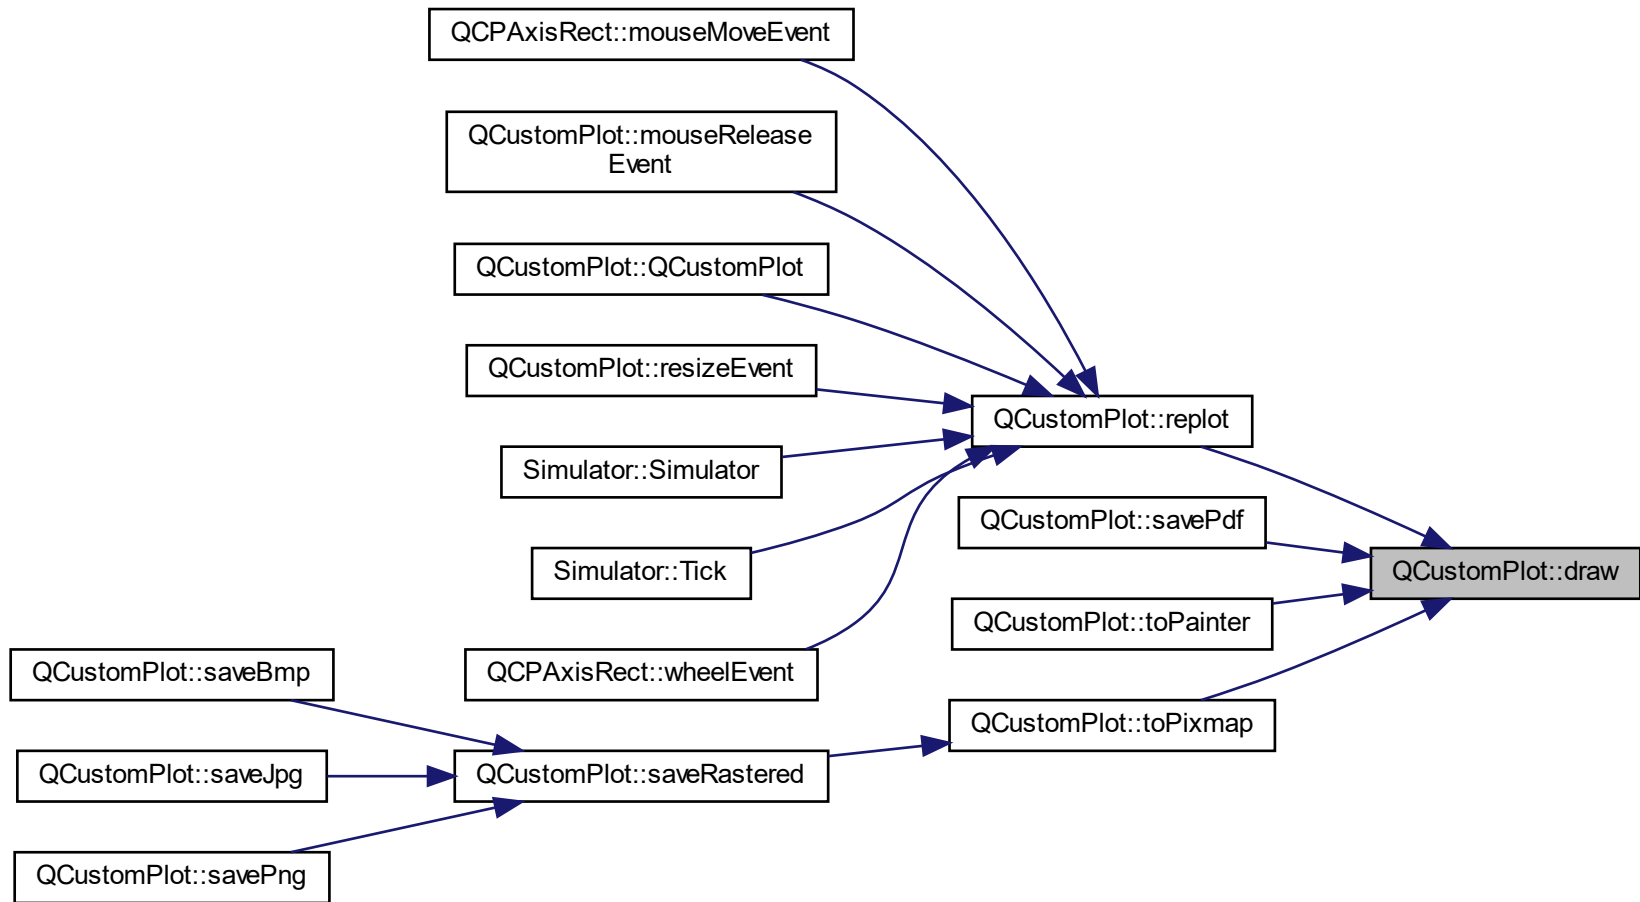 QCPAxisRect::mouseMoveEvent
QCustomPlot::mouseRelease
Event
QCustomPlot::QCustomPlot
QCustomPlot::resizeEvent
QCustomPlot::replot
Simulator::Simulator
QCustomPlot::savePdf
Simulator::Tick
QCustomPlot::draw
QCustomPlot::toPainter
QCustomPlot::saveBmp
QCPAxisRect::wheelEvent
QCustomPlot::toPixmap
QCustomPlot::saveJpg
QCustomPlot::saveRastered
QCustomPlot::savePng